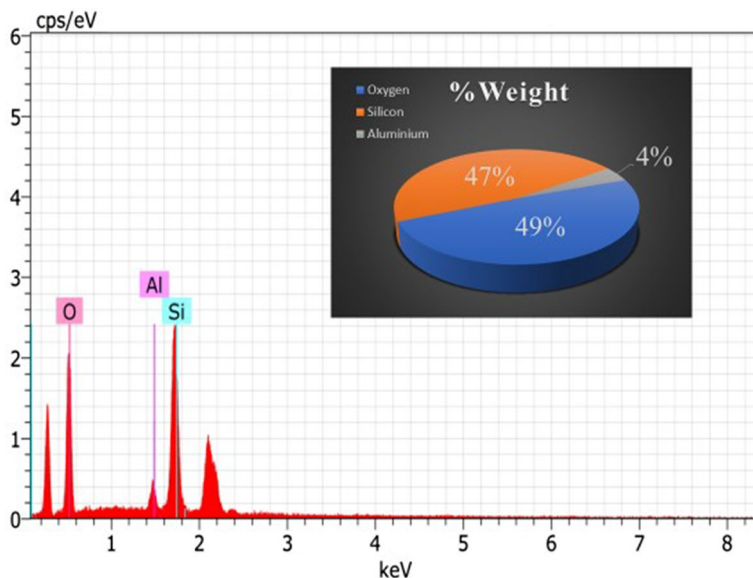 cps/eV
6
5
4
3
2
1
0
O
Al
Si
Oxygen
Silicon
Aluminium
%Weight
47%
4%
49%
1 2 3 4 5 6 7 8
keV